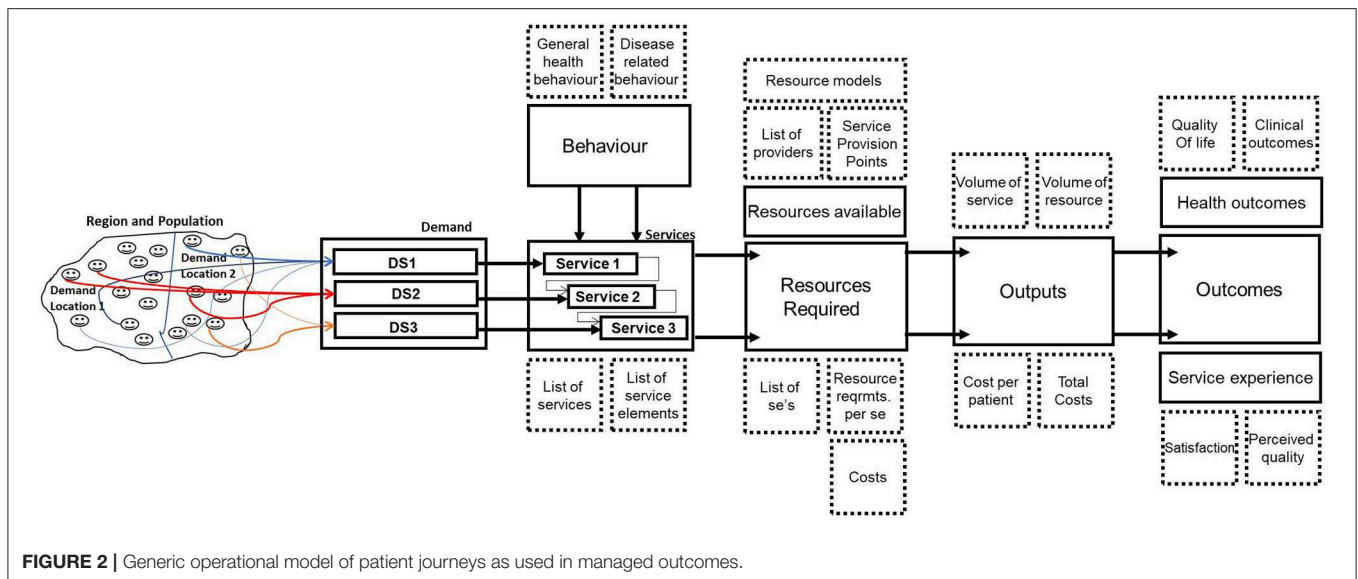 General
health
behaviour
Disease
related
behaviour
Behaviour
Resource models
List of
providers
Service
Provision
Points
Resources available
Volume of
service
Volume of
resource
Quality
Of life
Clinical
outcomes
Health outcomes
Region and Population
Demand
Location 2
Demand
Location 1
Demand
DS1
DS2
DS3
Services
Service 1
Service 2
Service 3
Resources
Required
Outputs
Outcomes
List of
services
List of
service
elements
List of
se's
Resource
reqrmts.
per se
Costs
Cost per
patient
Total
Costs
Service experience
Satisfaction
Perceived
quality
FIGURE 2 | Generic operational model of patient journeys as used in managed outcomes.